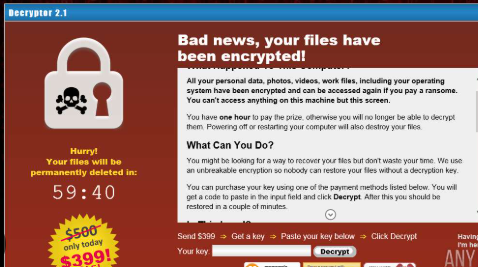 Decryptor 2.1
Bad news, your files have
been encrypted!
What Happened To This Computer?
All your personal data, photos, videos, work files, including your operating
system have been encrypted and can be accessed again if you pay a ransome.
You can't access anything on this machine but this screen.
You have one hour to pay the prize, otherwise you will no longer be able to decrypt
them. Powering off or restarting your computer will also destroy your files.
What Can You Do?
You might be looking for a way to recover your files but don't waste your time. We use
an unbreakable encryption so nobody can restore your files without a decryption key.
You can purchase your key using one of the payment methods listed below. You will
get a code to paste in the input field and click Decrypt. After this you should be
restored in a couple of minutes.
Hurry!
Your files will be
permanently deleted in:
59:40
$500
only today
$399!
Send $399 ⇒ Get a key ⇒ Paste your key below ⇒ Click Decrypt
Your key
Decrypt
Having
I'm he
ANY